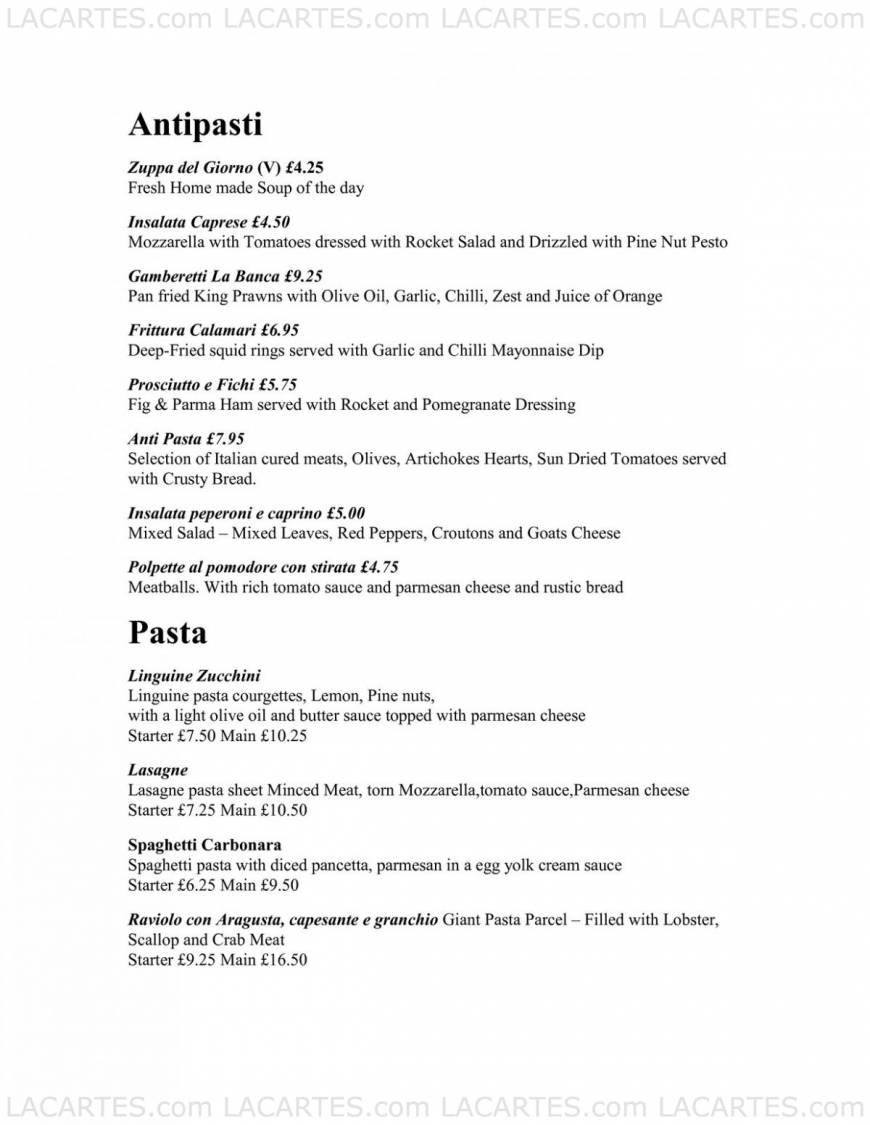 LACARTES.com LACARTES.com LACARTES.com LACARTES.com
Antipasti
Zuppa del Giorno (V) £4.25
Fresh Home made Soup of the day
Insalata Caprese £4.50
Mozzarella with Tomatoes dressed with Rocket Salad and Drizzled with Pine Nut Pesto
Gamberetti La Banca £9.25
Pan fried King Prawns with Olive Oil, Garlic, Chilli, Zest and Juice of Orange
Frittura Calamari £6.95
Deep-Fried squid rings served with Garlic and Chilli Mayonnaise Dip
Prosciutto e Fichi £5.75
Fig & Parma Ham served with Rocket and Pomegranate Dressing
Anti Pasta £7.95
Selection of Italian cured meats, Olives, Artichokes Hearts, Sun Dried Tomatoes served
with Crusty Bread.
Insalata peperoni e caprino £5.00
Mixed Salad – Mixed Leaves, Red Peppers, Croutons and Goats Cheese
Polpette al pomodore con stirata £4.75
Meatballs. With rich tomato sauce and parmesan cheese and rustic bread
Pasta
Linguine Zucchini
Linguine pasta courgettes, Lemon, Pine nuts,
with a light olive oil and butter sauce topped with parmesan cheese
Starter £7.50 Main £10.25
Lasagne
Lasagne pasta sheet Minced Meat, torn Mozzarella,tomato sauce,Parmesan cheese
Starter £7.25 Main £10.50
Spaghetti Carbonara
Spaghetti pasta with diced pancetta, parmesan in a egg yolk cream sauce
Starter £6.25 Main £9.50
Raviolo con Aragusta, capesante e granchio Giant Pasta Parcel – Filled with Lobster,
Scallop and Crab Meat
Starter £9.25 Main £16.50
LACARTES.com LACARTES.com LACARTES.com LACARTES.com